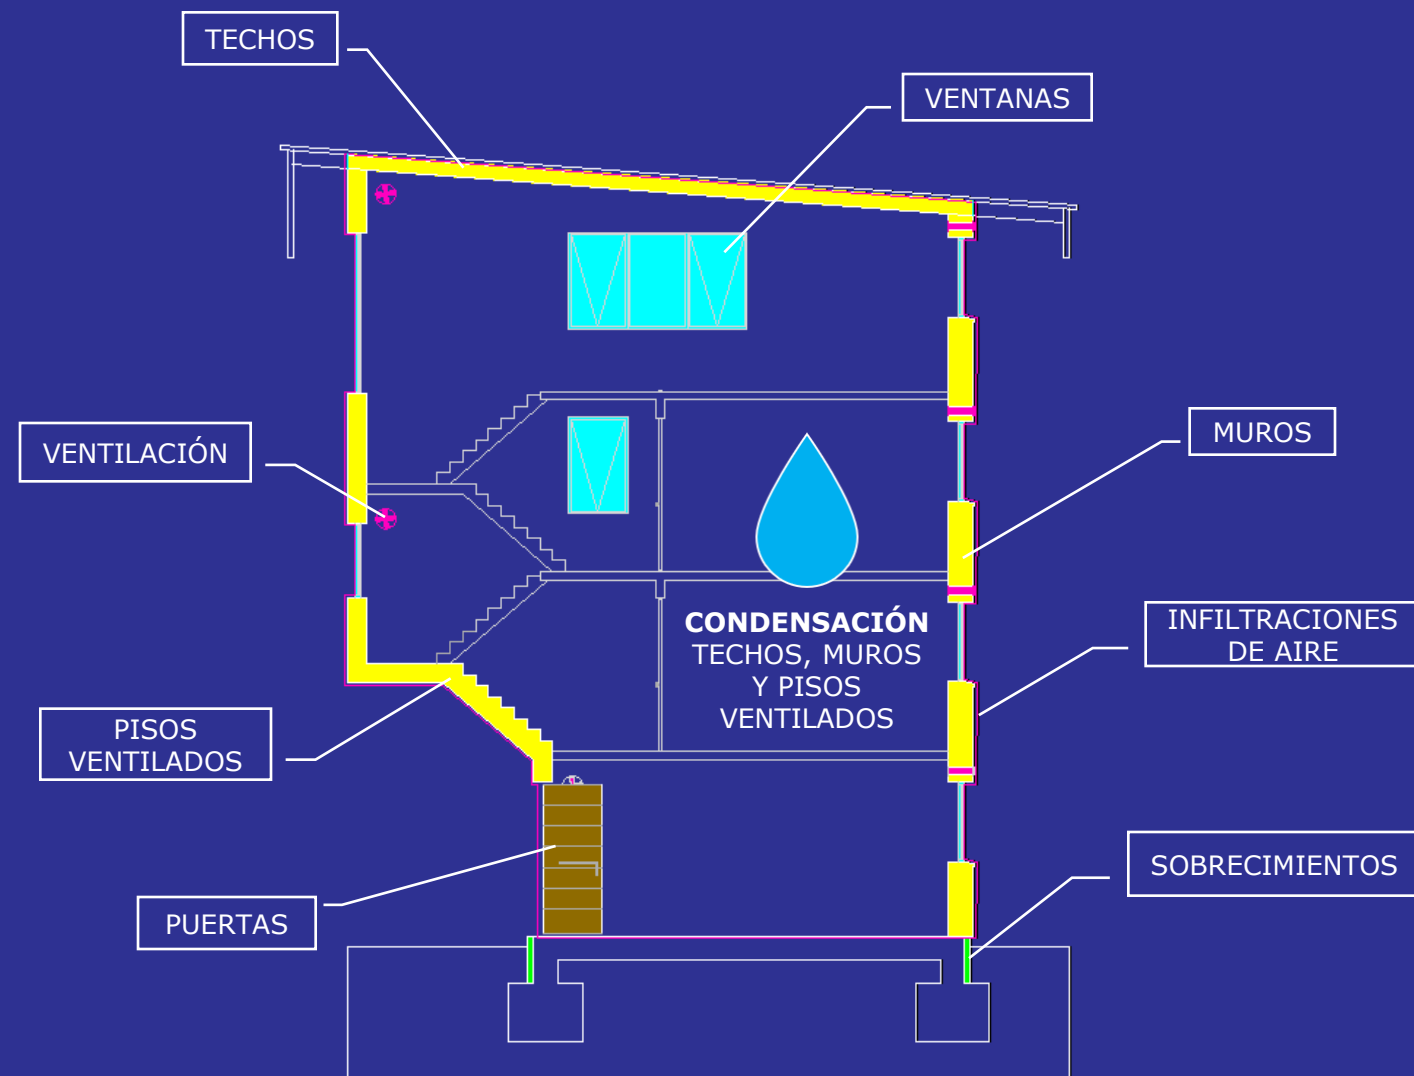 TECHOS
VENTANAS
VENTILACIÓN
MUROS
CONDENSACIÓN
TECHOS, MUROS
Y PISOS
VENTILADOS
INFILTRACIONES
DE AIRE
PISOS
VENTILADOS
SOBRECIMIENTOS
PUERTAS